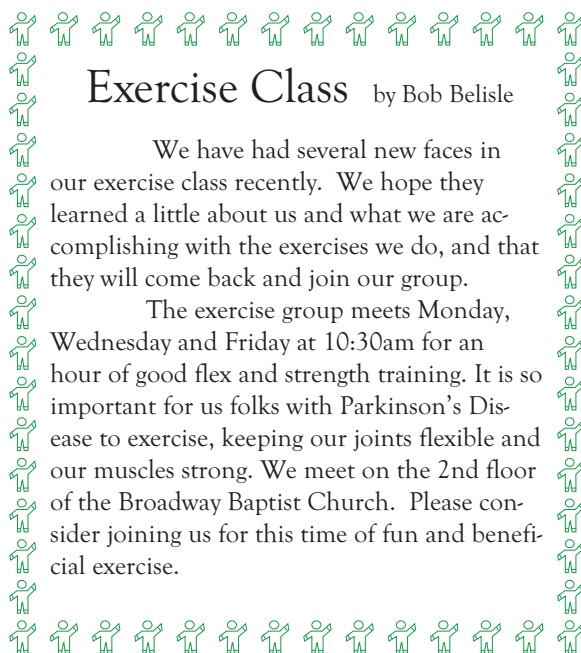 Exercise Class by Bob Belisle
We have had several new faces in
our exercise class recently. We hope they
learned a little about us and what we are ac-
complishing with the exercises we do, and that
they will come back and join our group.
The exercise group meets Monday,
Wednesday and Friday at 10:30am for an
hour of good flex and strength training. It is so
important for us folks with Parkinson's Dis-
ease to exercise, keeping our joints flexible and
our muscles strong. We meet on the 2nd floor
of the Broadway Baptist Church. Please con-
sider joining us for this time of fun and benefi-
cial exercise.